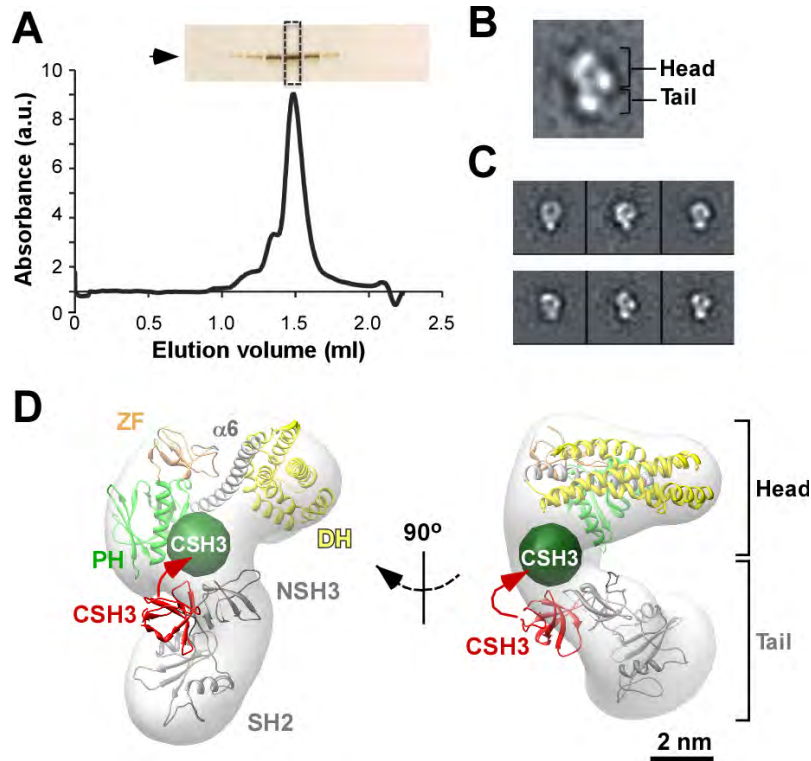 A
10
8
6
4
2
0
Absorbance (a.u.)
0 0.5 1.0 1.5 2.0 2.5
Elution volume (ml)
B
Head
Tail
C
D
ZF
α6
CSH3
PH
DH
CSH3
NSH3
SH2
90º
CSH3
CSH3
Head
Tail
2 nm